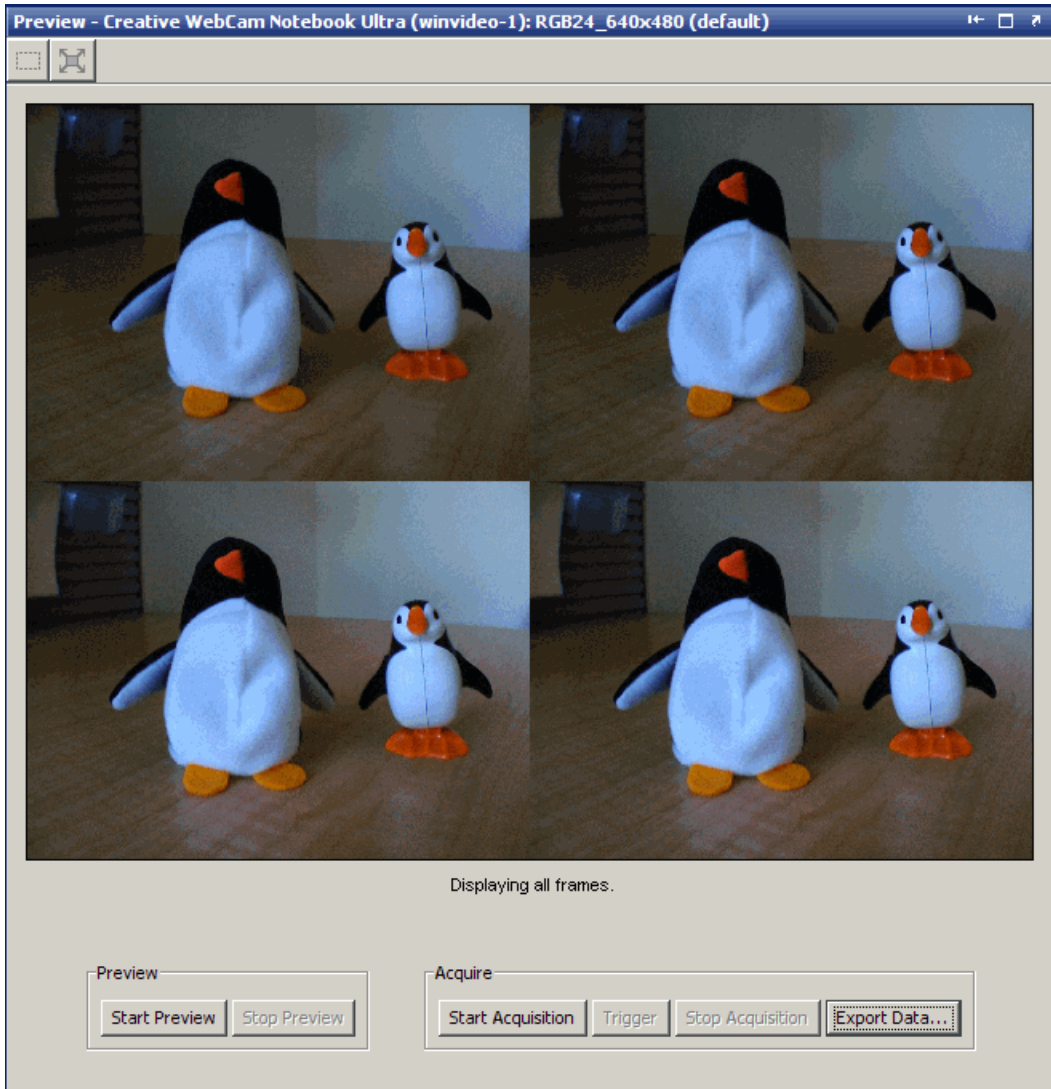 Preview - Creative WebCam Notebook Ultra (winvideo-1): RGB24_640x480 (default)
Displaying all frames.
Preview
Start Preview Stop Preview
Acquire
Start Acquisition Trigger Stop Acquisition Export Data...